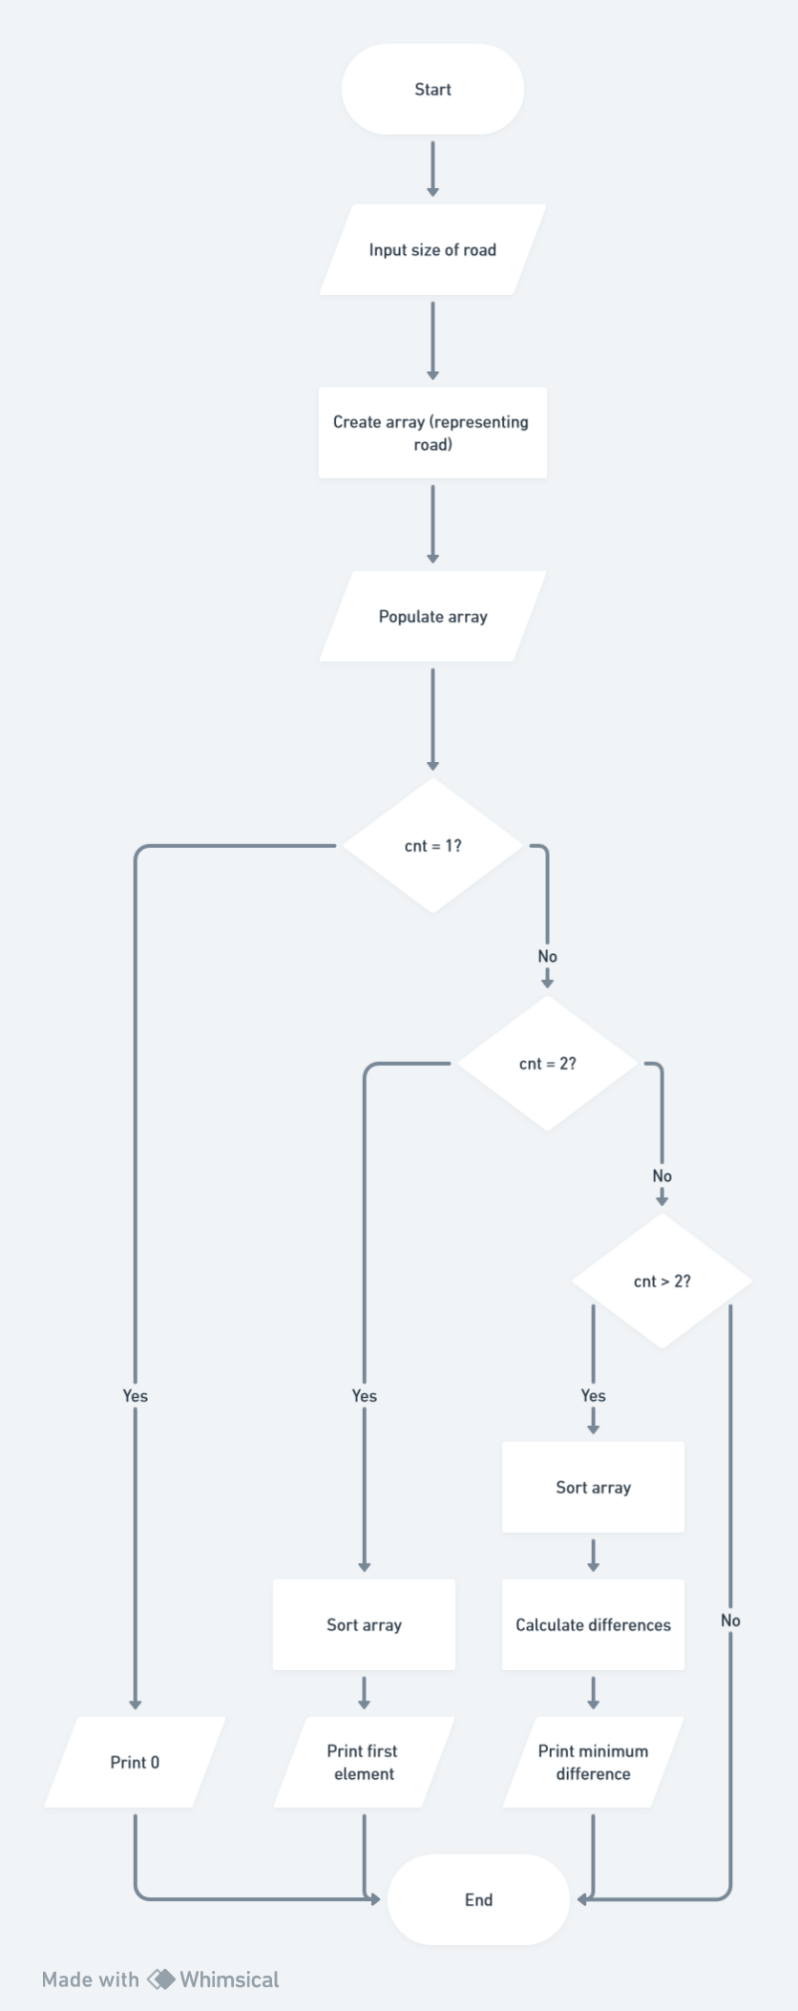 Start
Input size of road
Create array (representing
road)
Populate array
cnt = 1?
No
cnt = 2?
No
cnt > 2?
Yes
Yes
Yes
Sort array
Sort array
Calculate differences
No
Print 0
Print first
element
Print minimum
difference
End
Made with Whimsical